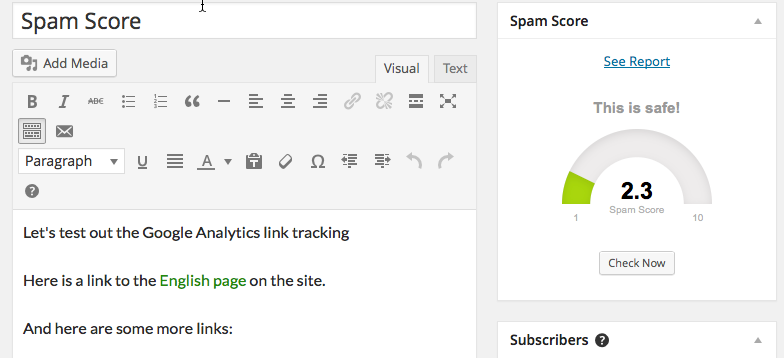 Spam Score
Add Media
Visual
Text
B I ABE
Paragraph U A T Ω
?
Let's test out the Google Analytics link tracking
Here is a link to the English page on the site.
And here are some more links:
Spam Score
See Report
This is safe!
2.3
Spam Score
1 10
Check Now
Subscribers ?